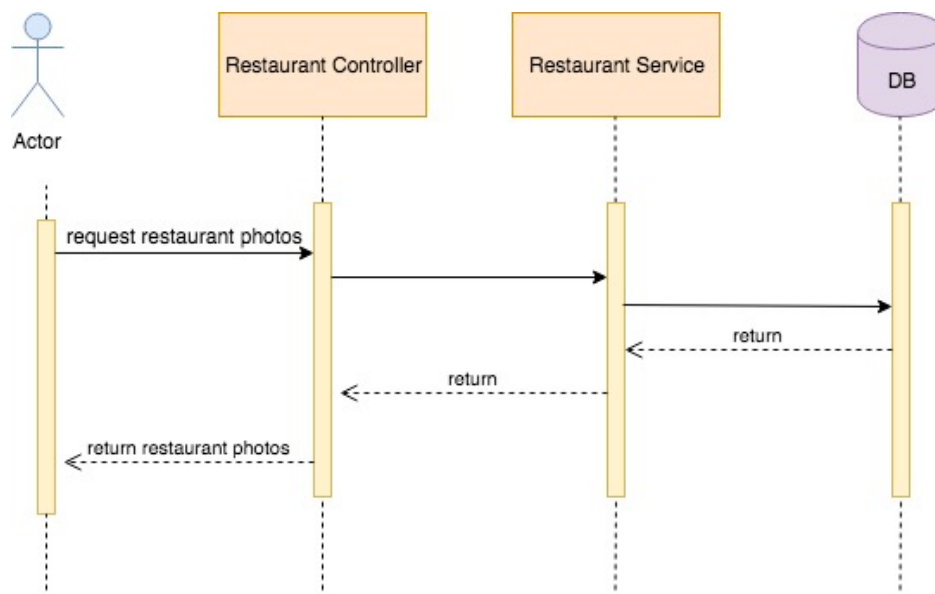 Restaurant Controller
Restaurant Service
DB
Actor
request restaurant photos
return
return
return restaurant photos